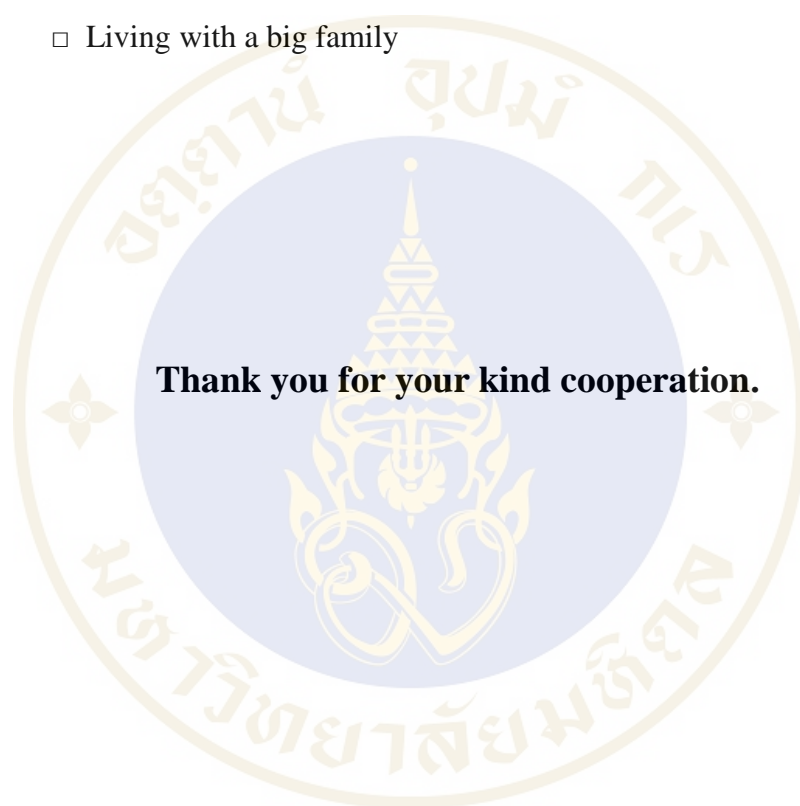 □ Living with a big family
อตฺตานํ อุปมํ กเร
Thank you for your kind cooperation.
มหาวิทยาลัยมหิดล